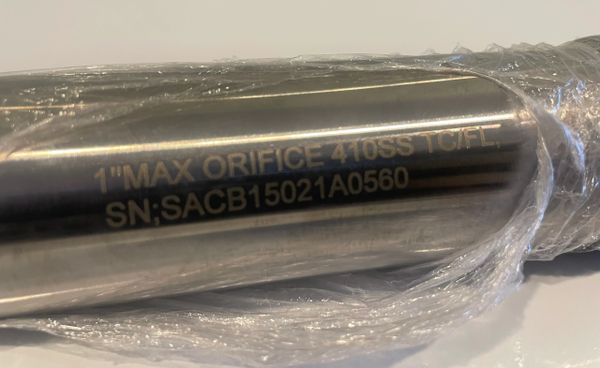 1"MAX ORIFICE 410SS TC/FL,
SN;SACB15021A0560